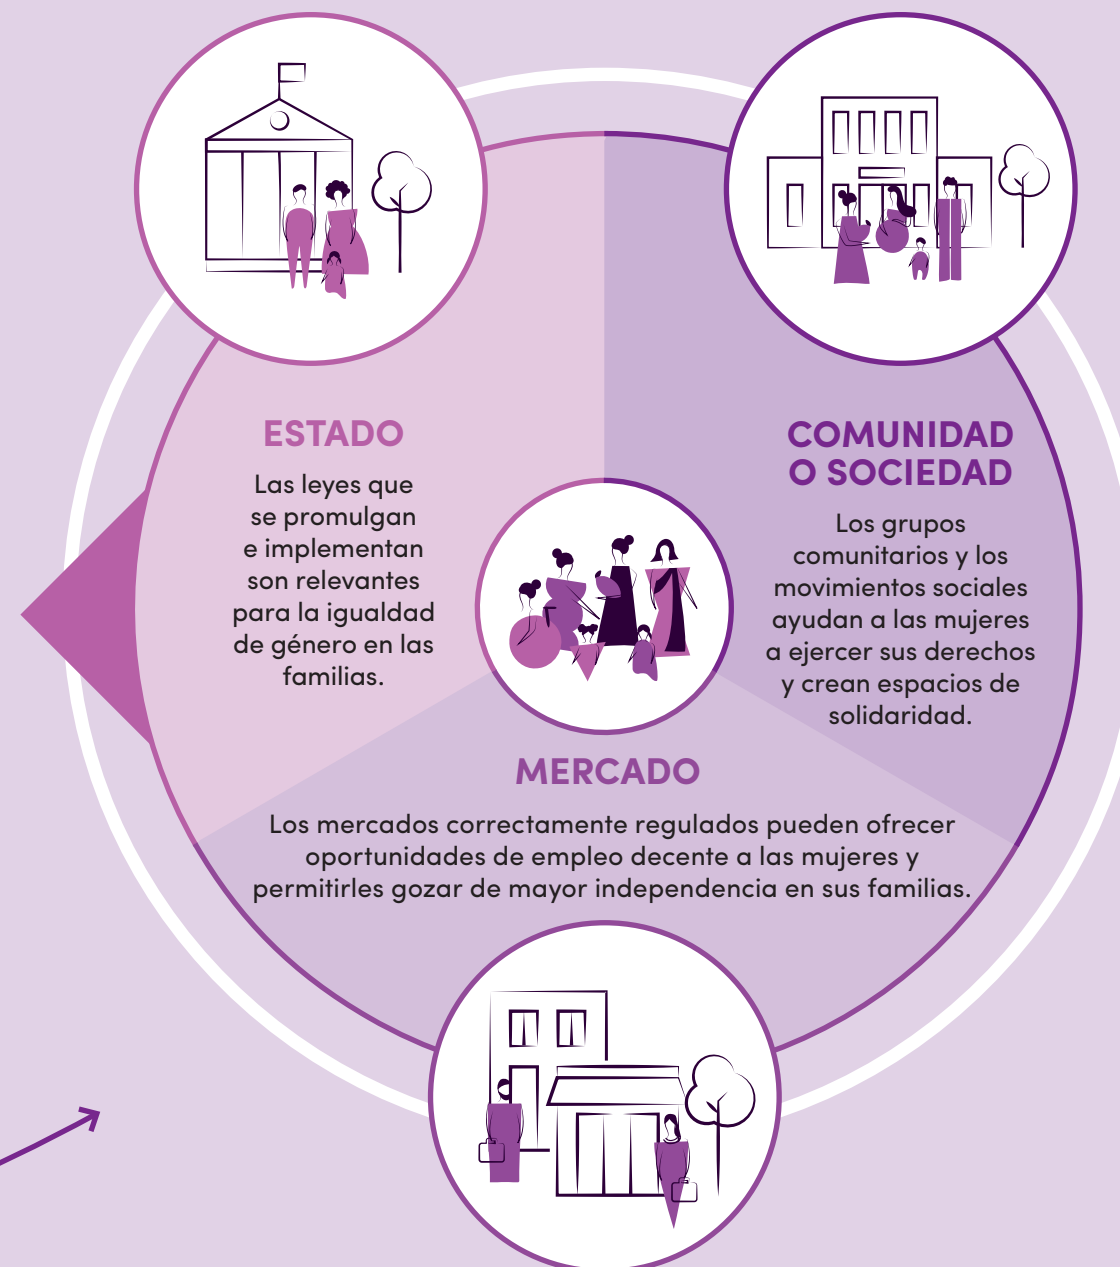 ESTADO
Las leyes que
se promulgan
e implementan
son relevantes
para la igualdad
de género en las
familias.
COMUNIDAD
O SOCIEDAD
Los grupos
comunitarios y los
movimientos sociales
ayudan a las mujeres
a ejercer sus derechos
y crean espacios de
solidaridad.
MERCADO
Los mercados correctamente regulados pueden ofrecer
oportunidades de empleo decente a las mujeres y
permitirles gozar de mayor independencia en sus familias.